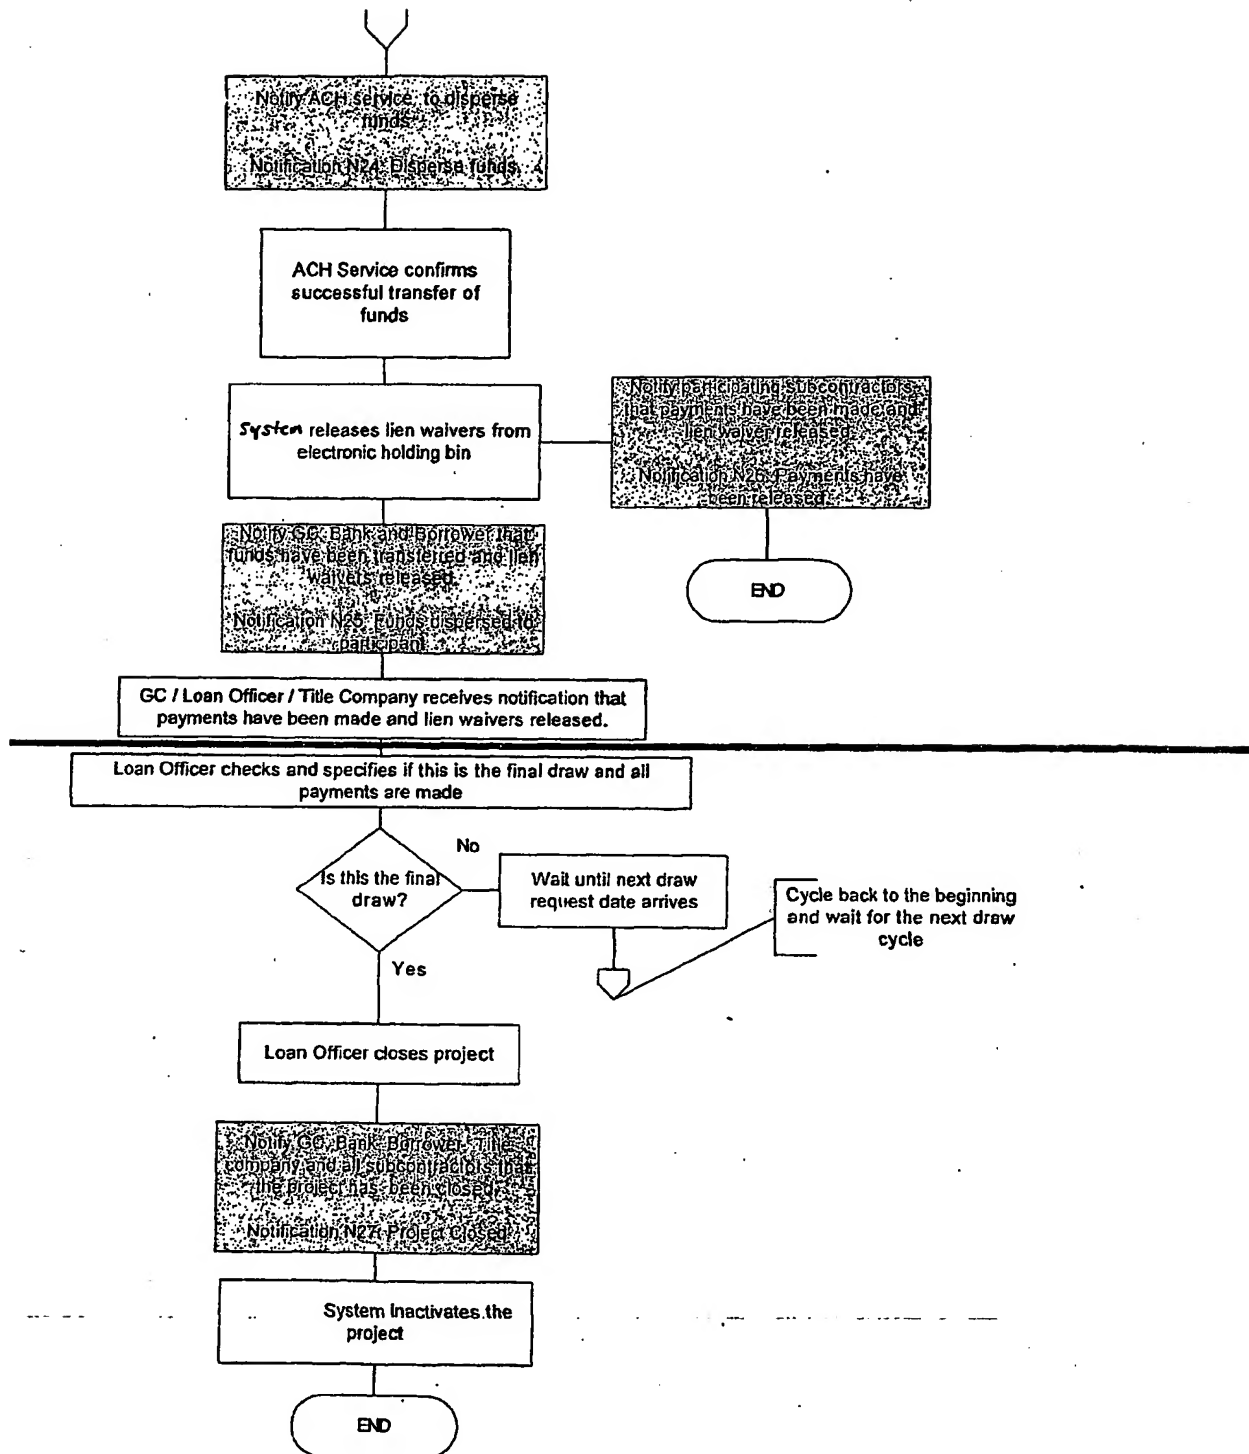 Notify ACH service, to disperse
funds
Notification N24: Disperse funds
ACH Service confirms
successful transfer of
funds
System releases lien waivers from
electronic holding bin
Notify participating subcontractors
that payments have been made and
lien waiver released.
Notification N26: Payments have
been released
END
Notify GC, Bank and Borrower that
funds have been transferred and lien
waivers released.
Notification N25: Funds dispersed to
participant
GC / Loan Officer / Title Company receives notification that
payments have been made and lien waivers released.
Loan Officer checks and specifies if this is the final draw and all
payments are made
Is this the final
draw?
No
Wait until next draw
request date arrives
Cycle back to the beginning
and wait for the next draw
cycle
Yes
Loan Officer closes project
Notify GC, Bank, Borrower, Title
company and all subcontractors that
the project has been closed.
Notification N27: Project Closed
System Inactivates the
project
END